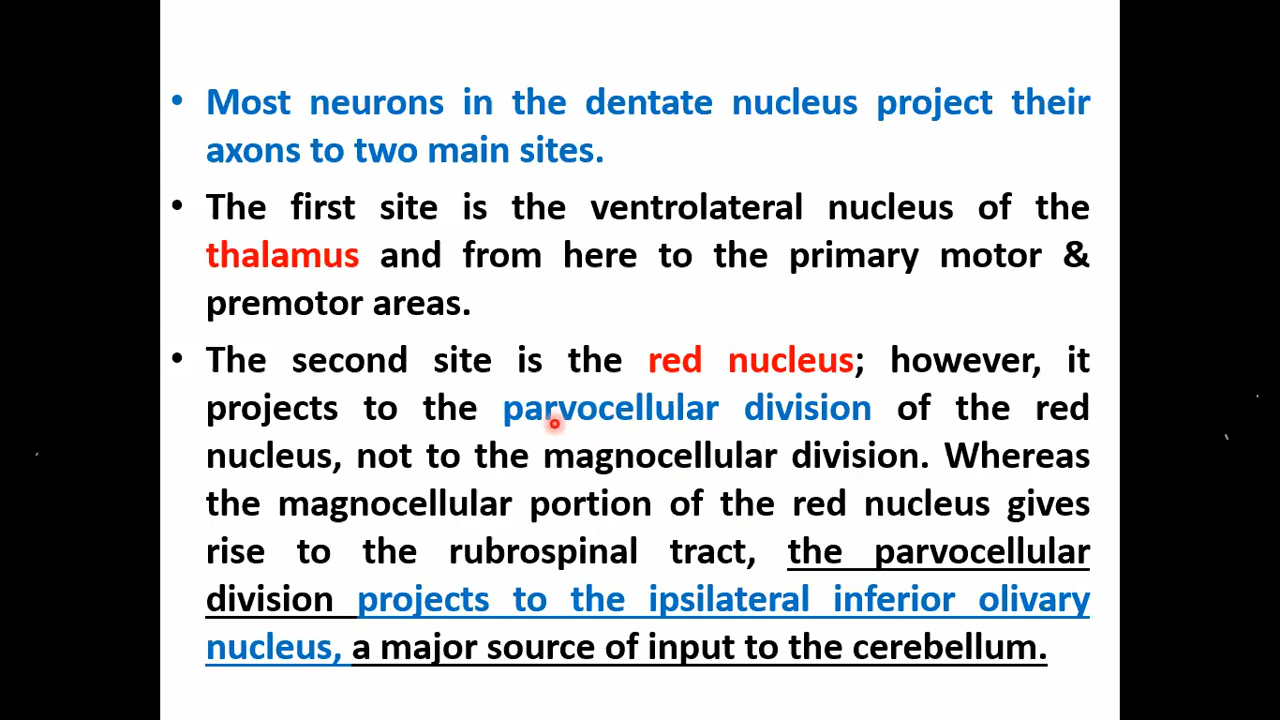 • Most neurons in the dentate nucleus project their
axons to two main sites.
• The first site is the ventrolateral nucleus of the
thalamus and from here to the primary motor &
premotor areas.
• The second site is the red nucleus; however, it
projects to the parvocellular division of the red
nucleus, not to the magnocellular division. Whereas
the magnocellular portion of the red nucleus gives
rise to the rubrospinal tract, the parvocellular
division projects to the ipsilateral inferior olivary
nucleus, a major source of input to the cerebellum.